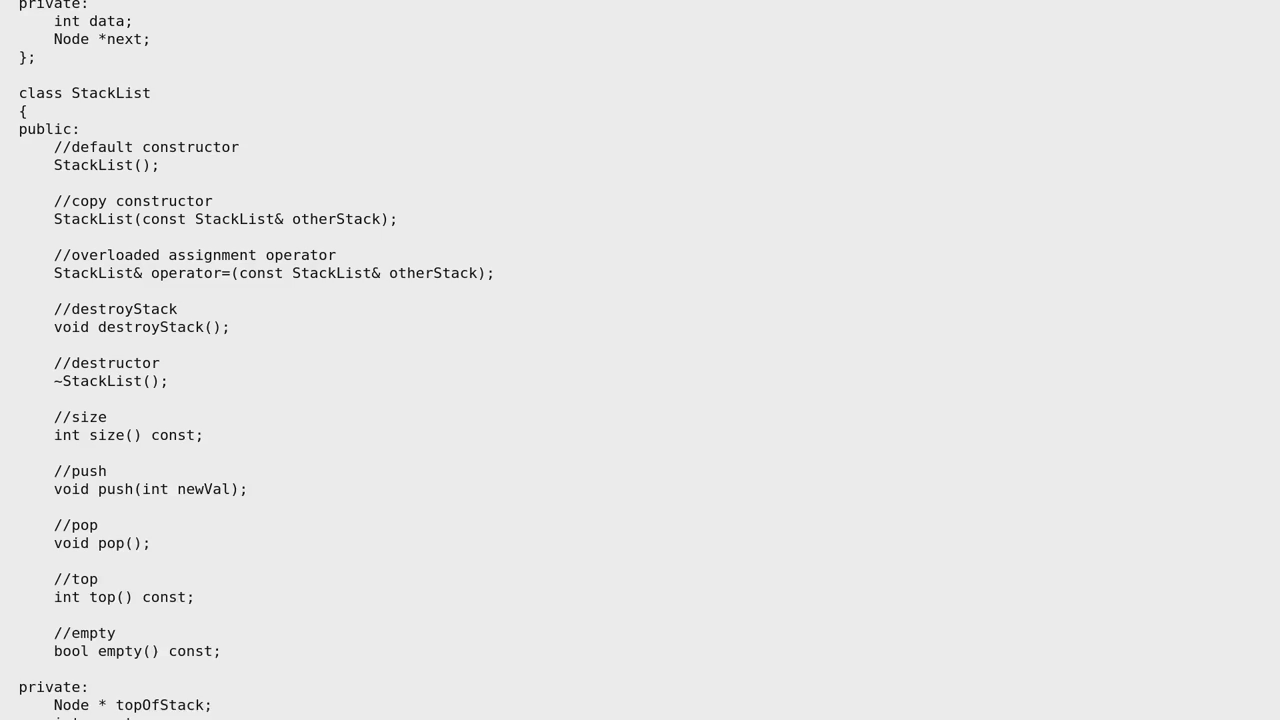 private:
    int data;
    Node *next;
};

class StackList
{
public:
    //default constructor
    StackList();

    //copy constructor
    StackList(const StackList& otherStack);

    //overloaded assignment operator
    StackList& operator=(const StackList& otherStack);

    //destroyStack
    void destroyStack();

    //destructor
    ~StackList();

    //size
    int size() const;

    //push
    void push(int newVal);

    //pop
    void pop();

    //top
    int top() const;

    //empty
    bool empty() const;

private:
    Node * topOfStack;